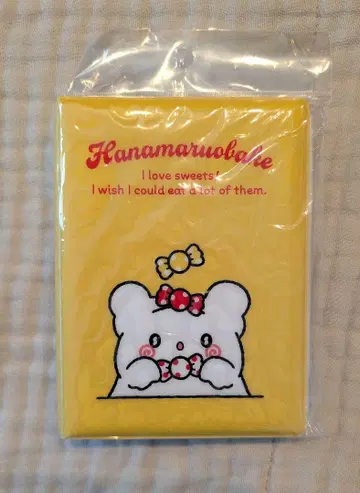 Hanamaruobake
I love sweets!
I wish I could eat a lot of them.